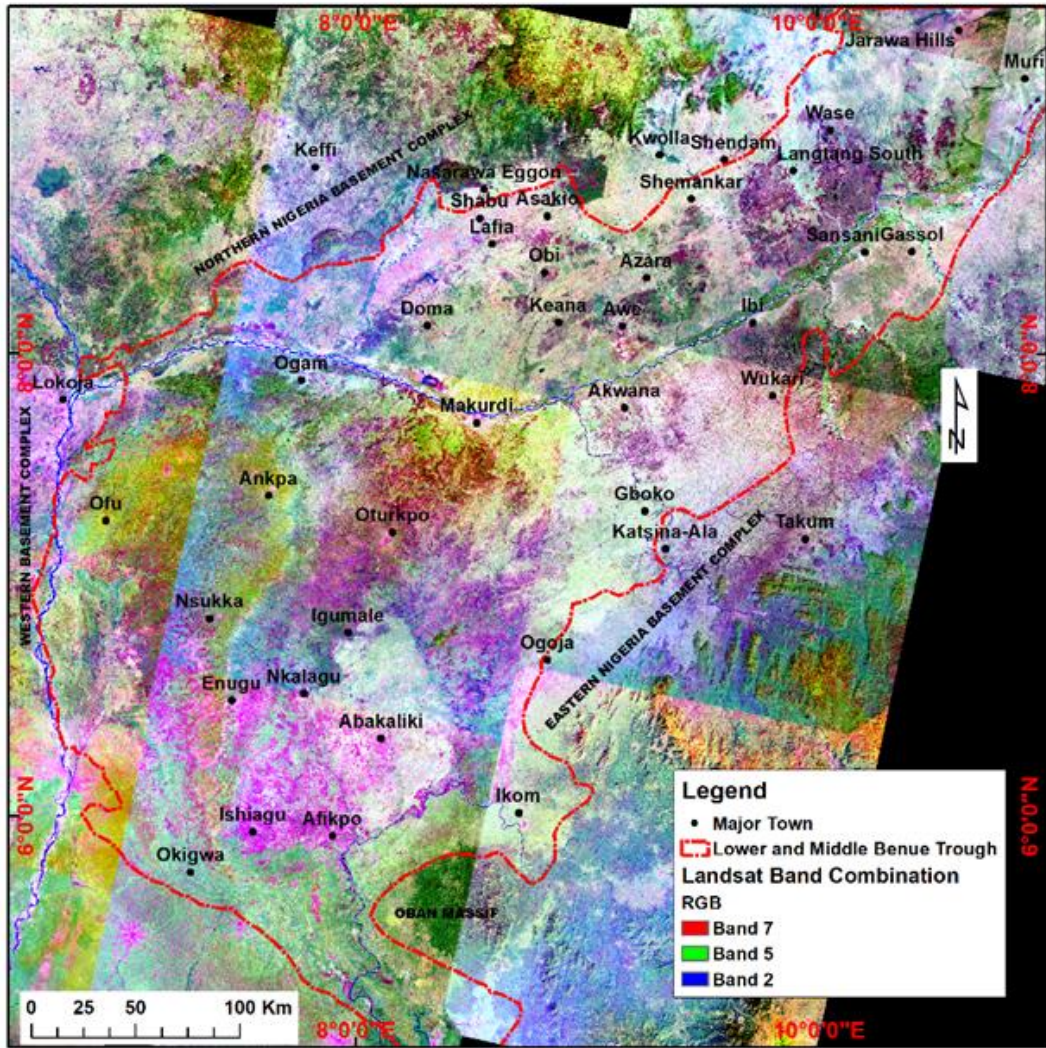 8°0'0"E
10°0'0"E
Jarawa Hills
Muri
Wase
Kwolla
Shendam
Keffi
Langtang South
Nasarawa Eggon
Shemankar
Shabu
Asakio
NORTHERN NIGERIA BASEMENT COMPLEX
Lafia
Sansani
Gassol
Obi
Azara
Doma
Keana
Awe
Ibi
8°0'0"N
8°0'0"N
Ogam
Lokoja
Akwana
Wukari
Makurdi
N
WESTERN BASEMENT COMPLEX
Ankpa
Ofu
Gboko
Oturkpo
Katsina-Ala
Takum
Nsukka
Igumale
EASTERN NIGERIA BASEMENT COMPLEX
Ogoja
Enugu
Nkalagu
Abakaliki
6°0'0"N
6°0'0"N
Ikom
Ishiagu
Afikpo
Okigwa
OBAN MASSIF
Legend
Major Town
Lower and Middle Benue Trough
Landsat Band Combination
RGB
Band 7
Band 5
Band 2
0 25 50 100 Km
8°0'0"E
10°0'0"E